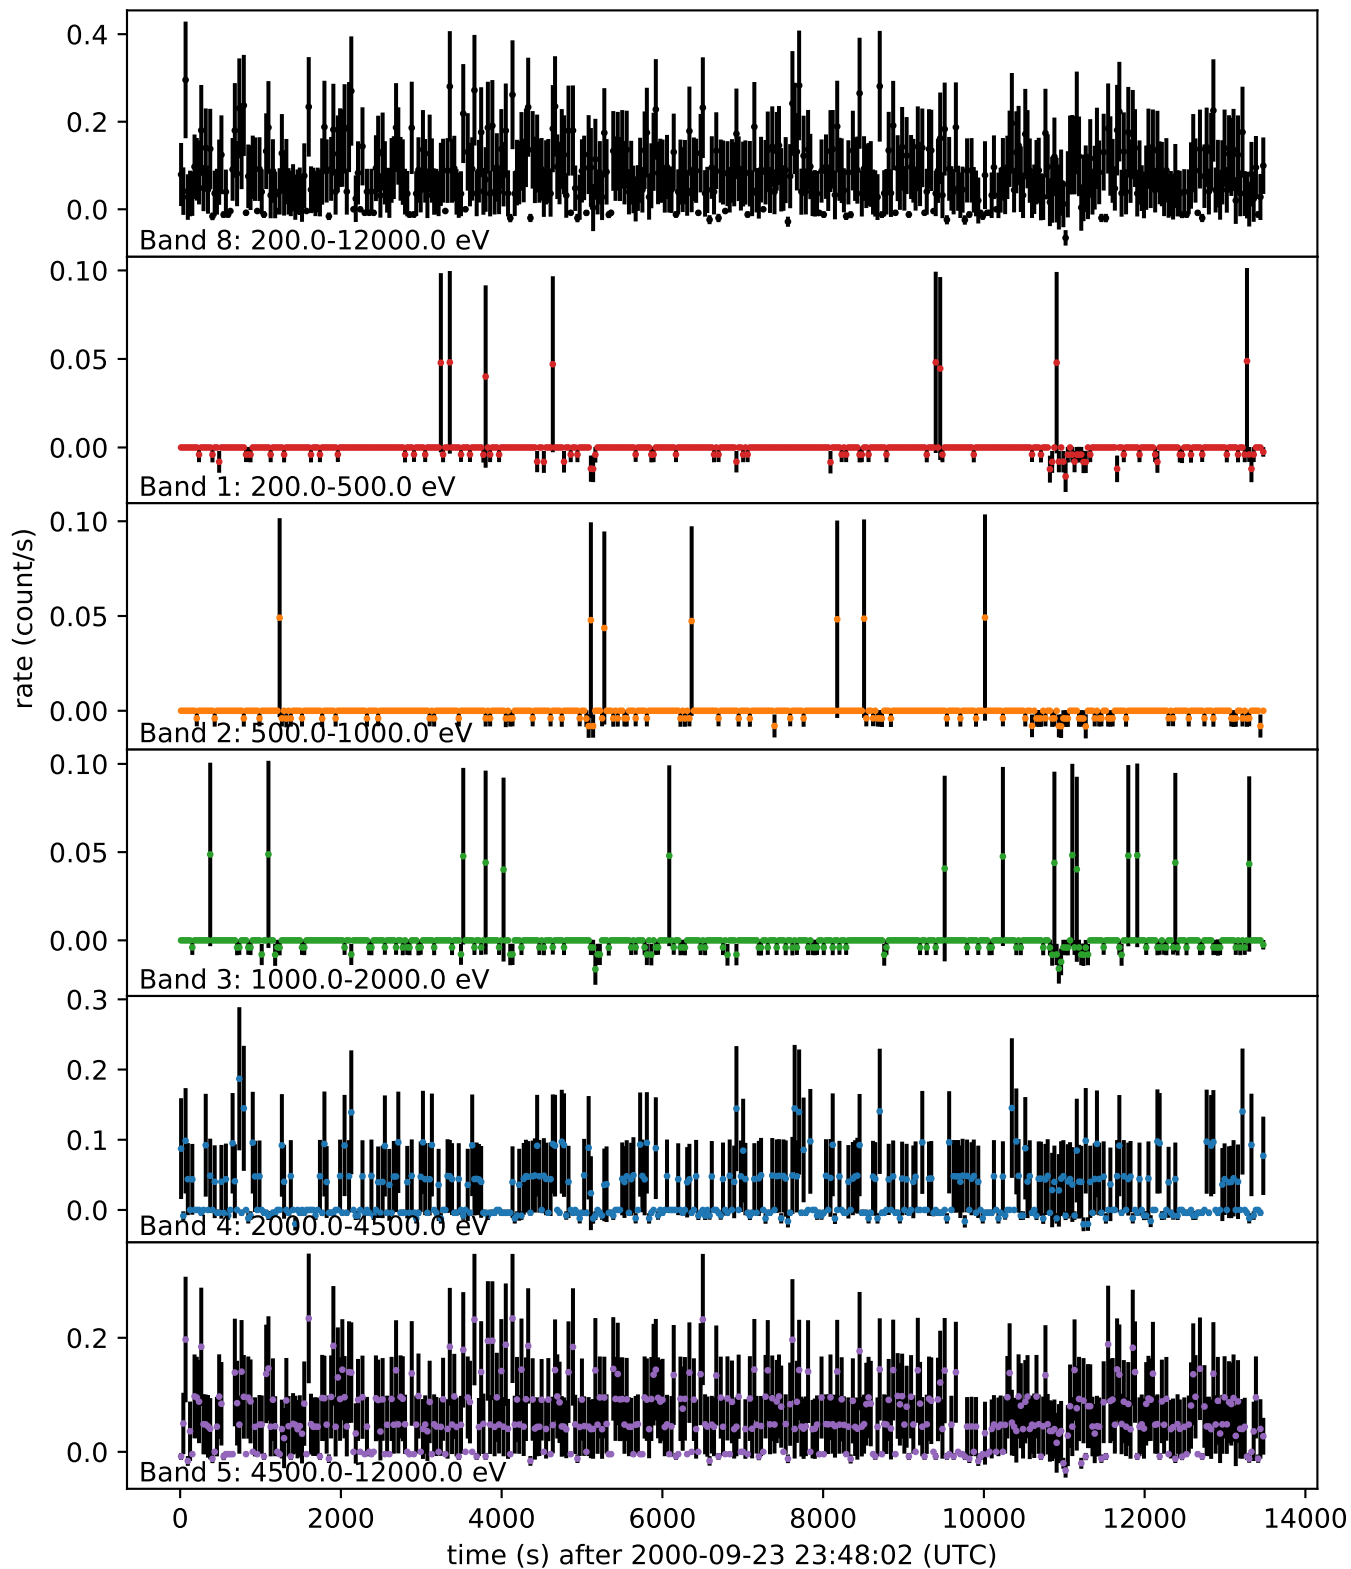 0.4
0.2
0.0
Band 8: 200.0-12000.0 eV
0.10
0.05
0.00
Band 1: 200.0-500.0 eV
0.10
0.05
0.00
Band 2: 500.0-1000.0 eV
rate (count/s)
0.10
0.05
0.00
Band 3: 1000.0-2000.0 eV
0.3
0.2
0.1
0.0
Band 4: 2000.0-4500.0 eV
0.2
0.0
Band 5: 4500.0-12000.0 eV
0 2000 4000 6000 8000 10000 12000 14000
time (s) after 2000-09-23 23:48:02 (UTC)